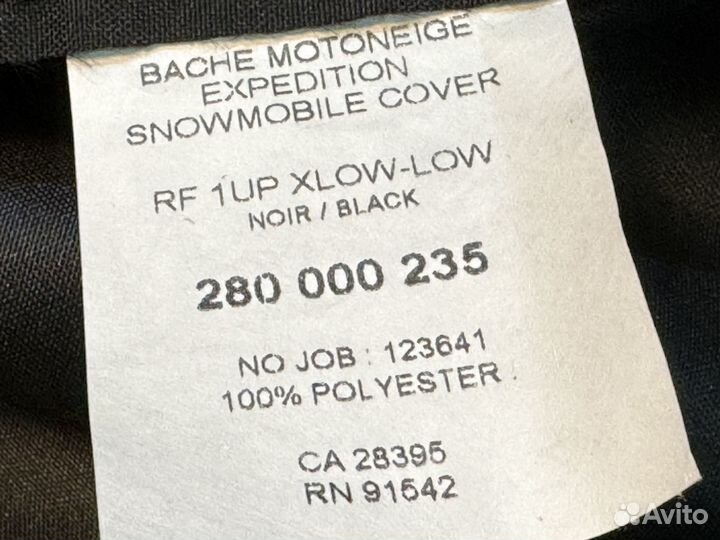 BACHE MOTONEIGE
EXPEDITION
SNOWMOBILE COVER
RF 1UP XLOW-LOW
NOIR / BLACK
280 000 235
NO JOB : 123641
100% POLYESTER
CA 28395
RN 91542
Avito